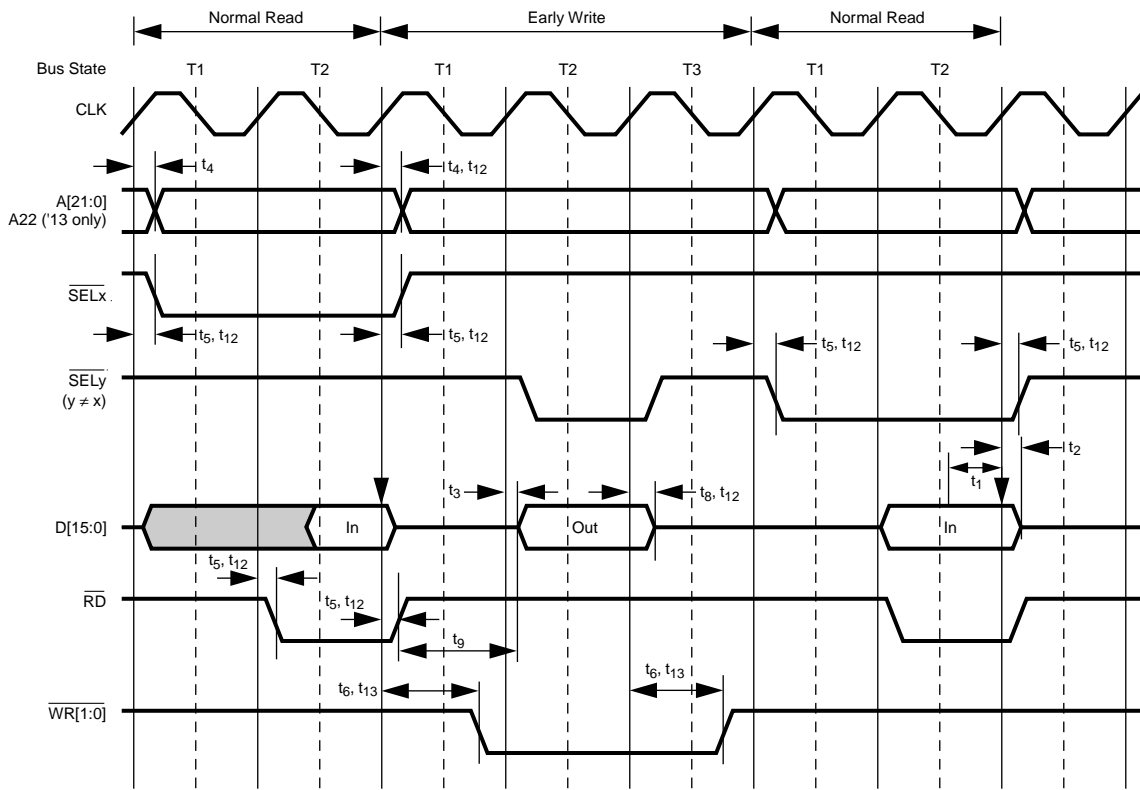 Normal Read Early Write Normal Read
Bus State T1 T2 T1 T2 T3 T1 T2
CLK
t4 t4, t12
A[21:0]
A22 ('13 only)
SELx
t5, t12 t5, t12 t5, t12 t5, t12
SELy
(y ≠ x)
t2
t1
t3 t8, t12
D[15:0] In Out In
t5, t12
RD t5, t12
t9
t6, t13 t6, t13
WR[1:0]